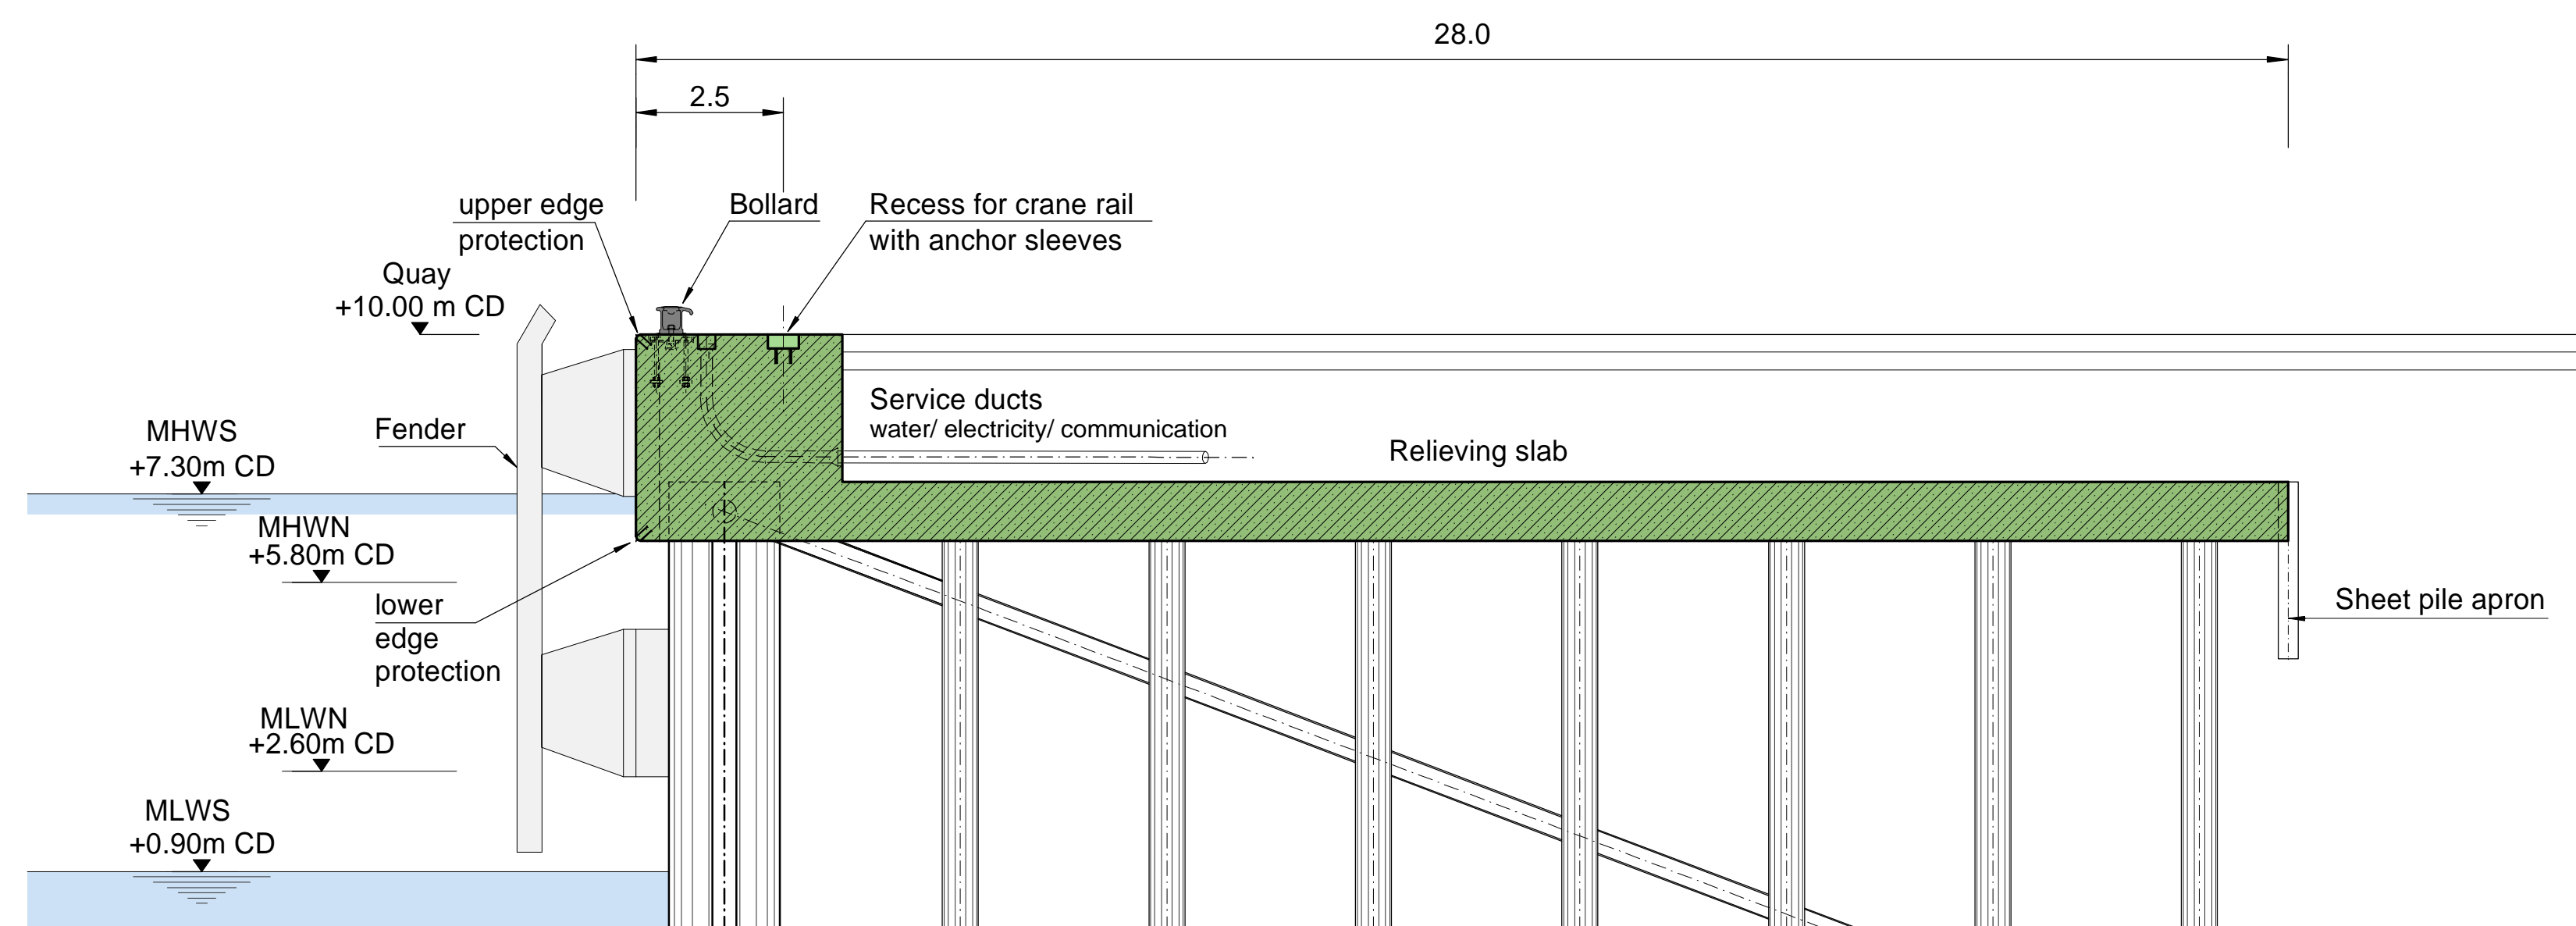 28.0
2.5
upper edge
protection
Bollard
Recess for crane rail
with anchor sleeves
Quay
+10.00 m CD
Service ducts
water/ electricity/ communication
Relieving slab
Fender
MHWS
+7.30m CD
MHWN
+5.80m CD
lower
edge
protection
Sheet pile apron
MLWN
+2.60m CD
MLWS
+0.90m CD